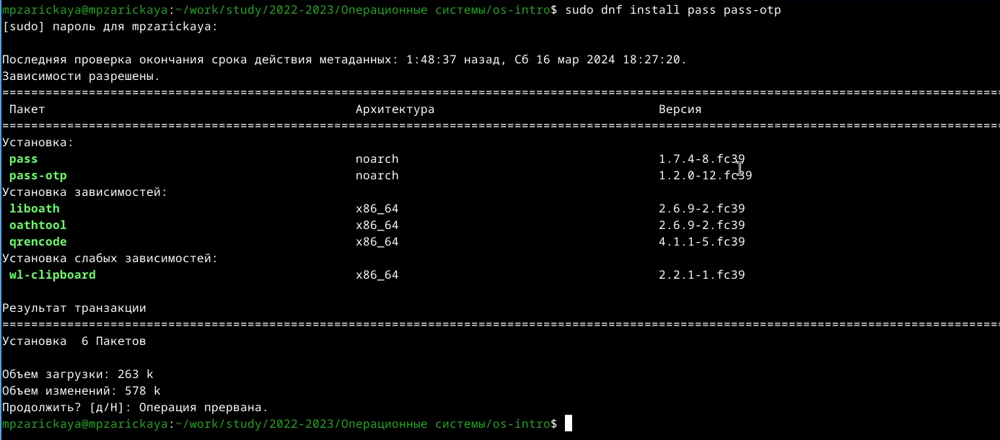 mpzarickaya@mpzarickaya:~/work/study/2022-2023/Операционные системы/os-intro$ sudo dnf install pass pass-otp
[sudo] пароль для mpzarickaya:
Последняя проверка окончания срока действия метаданных: 1:48:37 назад, Сб 16 мар 2024 18:27:20.
Зависимости разрешены.
================================================================================
Пакет Архитектура Версия
================================================================================
Установка:
pass noarch 1.7.4-8.fc39
pass-otp noarch 1.2.0-12.fc39
Установка зависимостей:
liboath x86_64 2.6.9-2.fc39
oathtool x86_64 2.6.9-2.fc39
qrencode x86_64 4.1.1-5.fc39
Установка слабых зависимостей:
wl-clipboard x86_64 2.2.1-1.fc39
Результат транзакции
================================================================================
Установка  6 Пакетов
Объем загрузки: 263 k
Объем изменений: 578 k
Продолжить? [д/Н]: Операция прервана.
mpzarickaya@mpzarickaya:~/work/study/2022-2023/Операционные системы/os-intro$